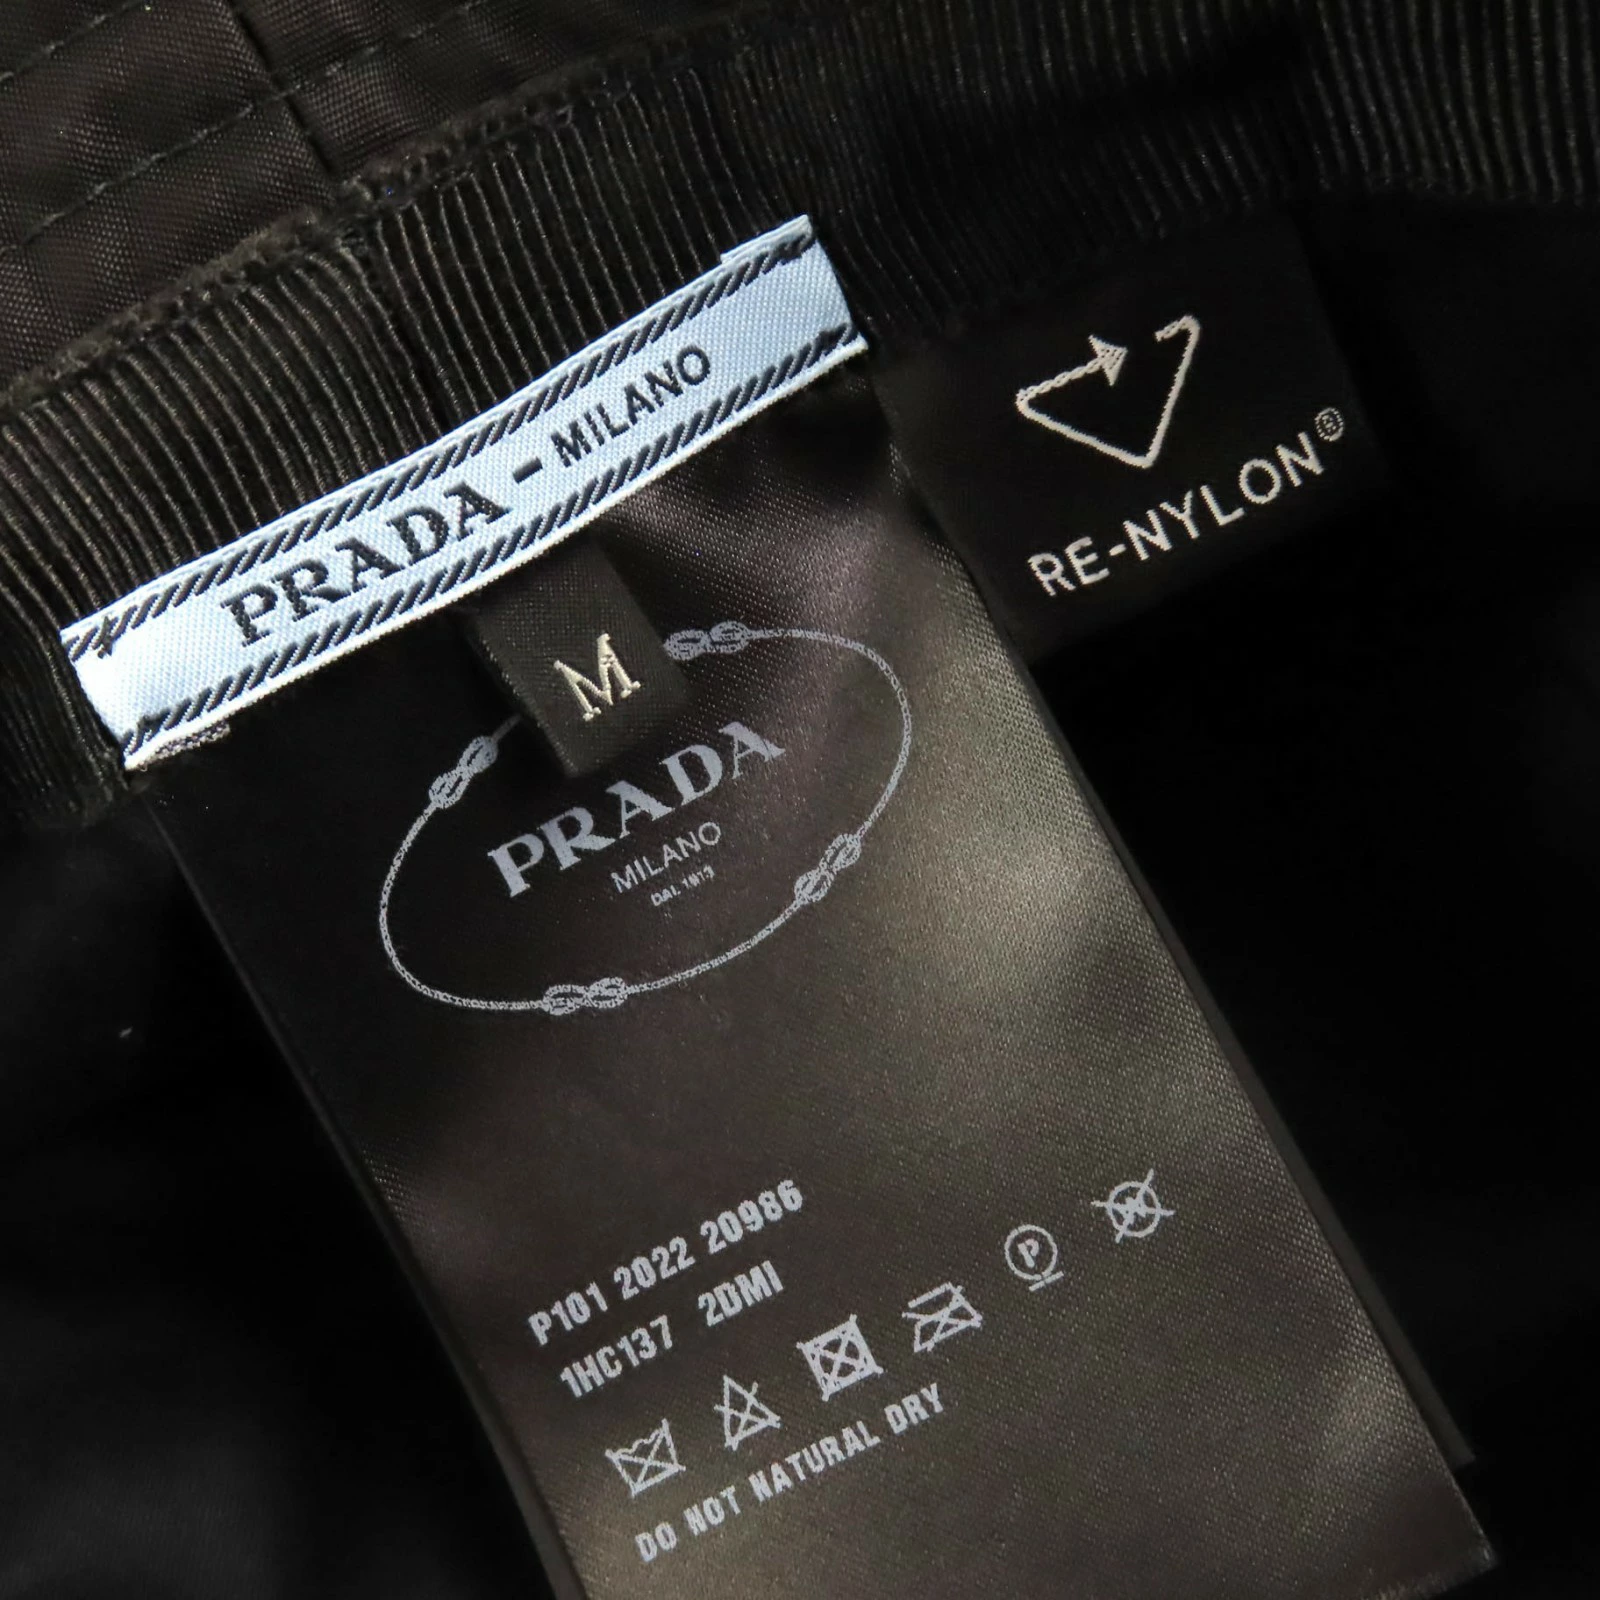 PRADA - MILANO
RE-NYLON®
M
PRADA
MILANO
DAL 1913
P101 2022 20986
1HC137 2DMI
P
W
DO NOT NATURAL DRY